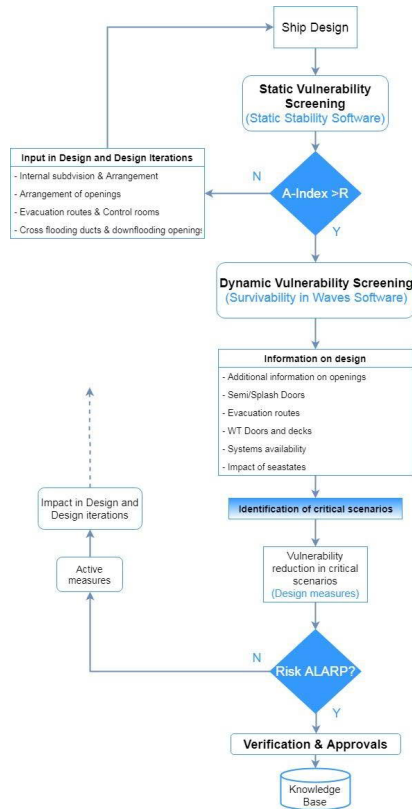 Ship Design
Static Vulnerability
Screening
(Static Stability Software)
Input in Design and Design Iterations
- Internal subdivision & Arrangement
- Arrangement of openings
- Evacuation routes & Control rooms
- Cross flooding ducts & downflooding openings
N
A-Index >R
Y
Dynamic Vulnerability Screening
(Survivability in Waves Software)
Information on design
- Additional information on openings
- Semi/Splash Doors
- Evacuation routes
- WT Doors and decks
- Systems availability
- Impact of seastates
Identification of critical scenarios
Vulnerability
reduction in critical
scenarios
(Design measures)
Impact in Design and
Design iterations
Active
measures
N
Risk ALARP?
Y
Verification & Approvals
Knowledge
Base